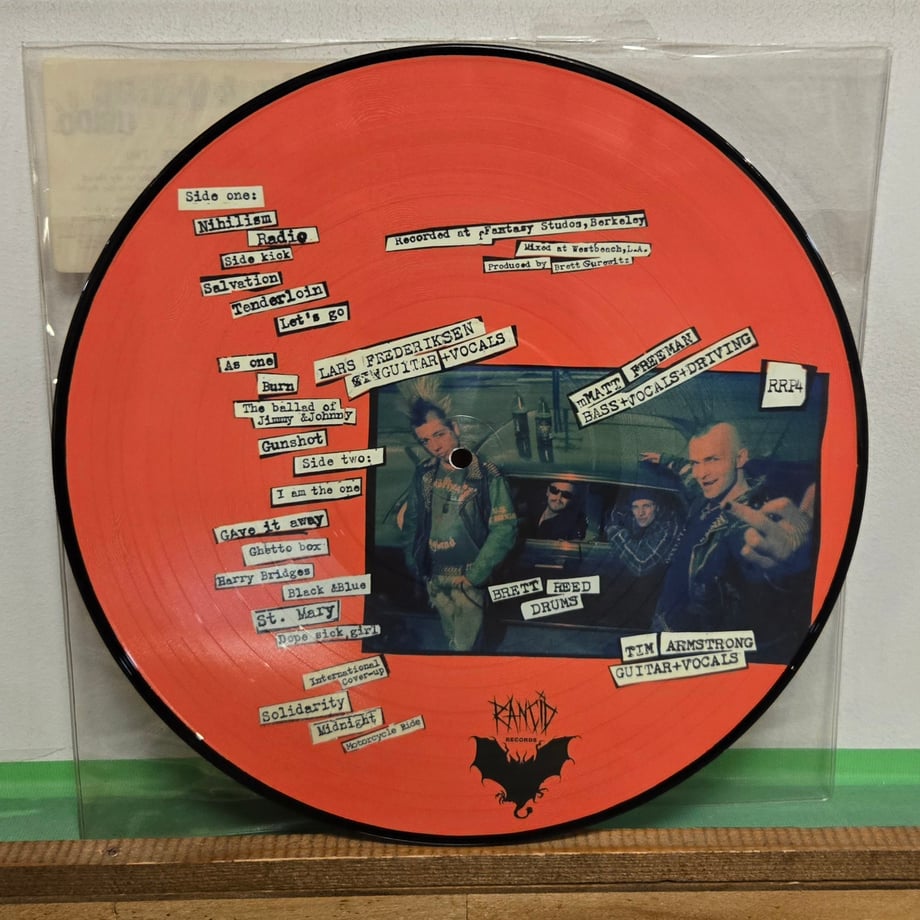 Side one:
Nihilism
Radio
Side kick
Salvation
Tenderloin
Let's go
As one
Burn
The ballad of
Jimmy &Johnny
Gunshot
Side two:
I am the one
Gave it away
Ghetto box
Harry Bridges
Black &Blue
St. Mary
Dope sick girl
International
Cover-up
Solidarity
Midnight
Motorcycle Ride
Recorded at Fantasy Studos, Berkeley
Mixed at Westbeach, L.A.
Produced by Brett Gurewitz
LARS FREDERIKSEN
GUITAR+VOCALS
MATT FREEMAN
BASS+VOCALS+DRIVING
RRP4
BRETT REED
DRUMS
TIM ARMSTRONG
GUITAR+VOCALS
RANCID
RECORDS